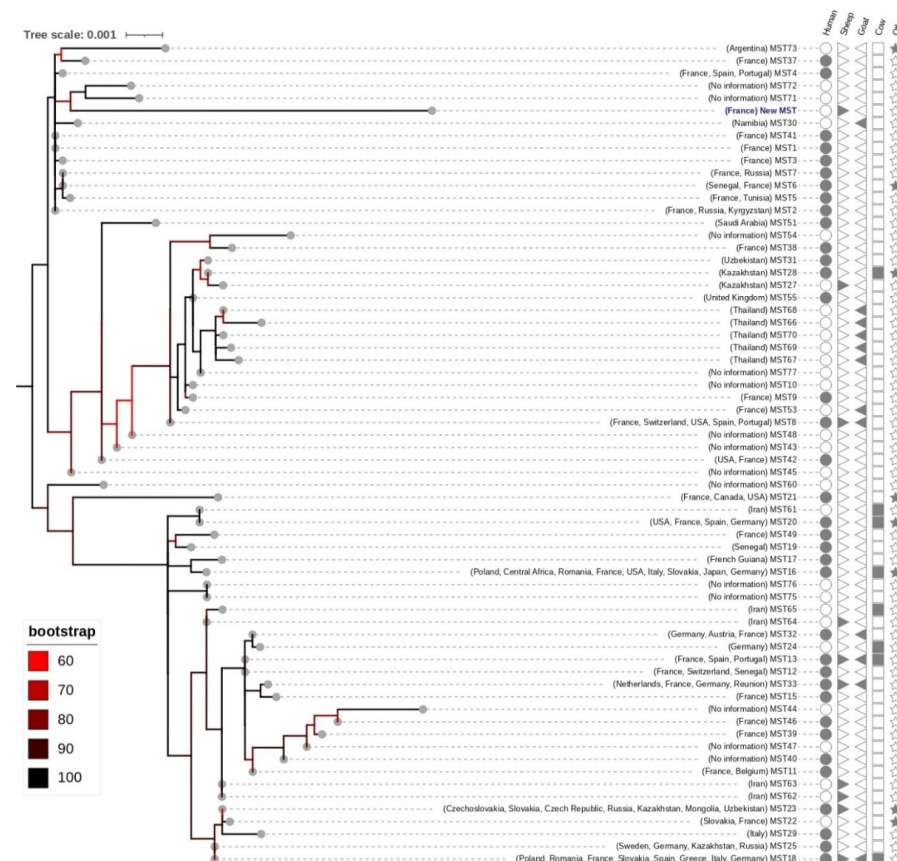 Human
Sheep
Goat
Cow
Tree scale: 0.001
(Argentina) MST73
(France) MST37
(France, Spain, Portugal) MST4
(No information) MST72
(No information) MST71
(France) New MST
(Namibia) MST30
(France) MST41
(France) MST1
(France) MST3
(France, Russia) MST7
(Senegal, France) MST6
(France, Tunisia) MST5
(France, Russia, Kyrgyzstan) MST2
(Saudi Arabia) MST51
(No information) MST54
(France) MST38
(Uzbekistan) MST31
(Kazakhstan) MST28
(Kazakhstan) MST27
(United Kingdom) MST55
(Thailand) MST68
(Thailand) MST66
(Thailand) MST70
(Thailand) MST69
(Thailand) MST67
(No information) MST77
(No information) MST10
(France) MST9
(France) MST53
(France, Switzerland, USA, Spain, Portugal) MST8
(No information) MST48
(No information) MST43
(USA, France) MST42
(No information) MST45
(No information) MST60
(France, Canada, USA) MST21
(Iran) MST61
(USA, France, Spain, Germany) MST20
(France) MST49
(Senegal) MST19
(French Guiana) MST17
(Poland, Central Africa, Romania, France, USA, Italy, Slovakia, Japan, Germany) MST16
(No information) MST76
(No information) MST75
(Iran) MST65
(Iran) MST64
(Germany, Austria, France) MST32
(Germany) MST24
(France, Spain, Portugal) MST13
(France, Switzerland, Senegal) MST12
(Netherlands, France, Germany, Reunion) MST33
(France) MST15
(No information) MST44
(France) MST46
(France) MST39
(No information) MST47
(No information) MST40
(France, Belgium) MST11
(Iran) MST63
(Iran) MST62
(Czechoslovakia, Slovakia, Czech Republic, Russia, Kazakhstan, Mongolia, Uzbekistan) MST23
(Slovakia, France) MST22
(Italy) MST29
(Sweden, Germany, Kazakhstan, Russia) MST25
(Poland, Romania, France, Slovakia, Spain, Greece, Italy, Germany) MST18
bootstrap
60
70
80
90
100